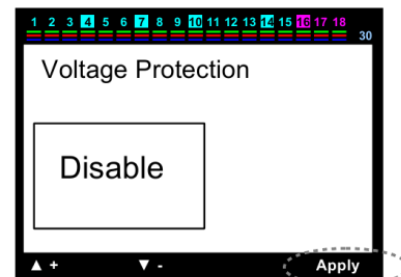 1 2 3 4 5 6 7 8 9 10 11 12 13 14 15 16 17 18
30
Voltage Protection
Disable
▲ + ▼ - Apply